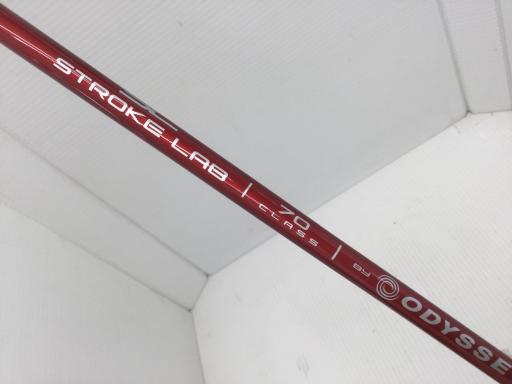 STROKE LAB | 70 CLASS | BY ODYSSE